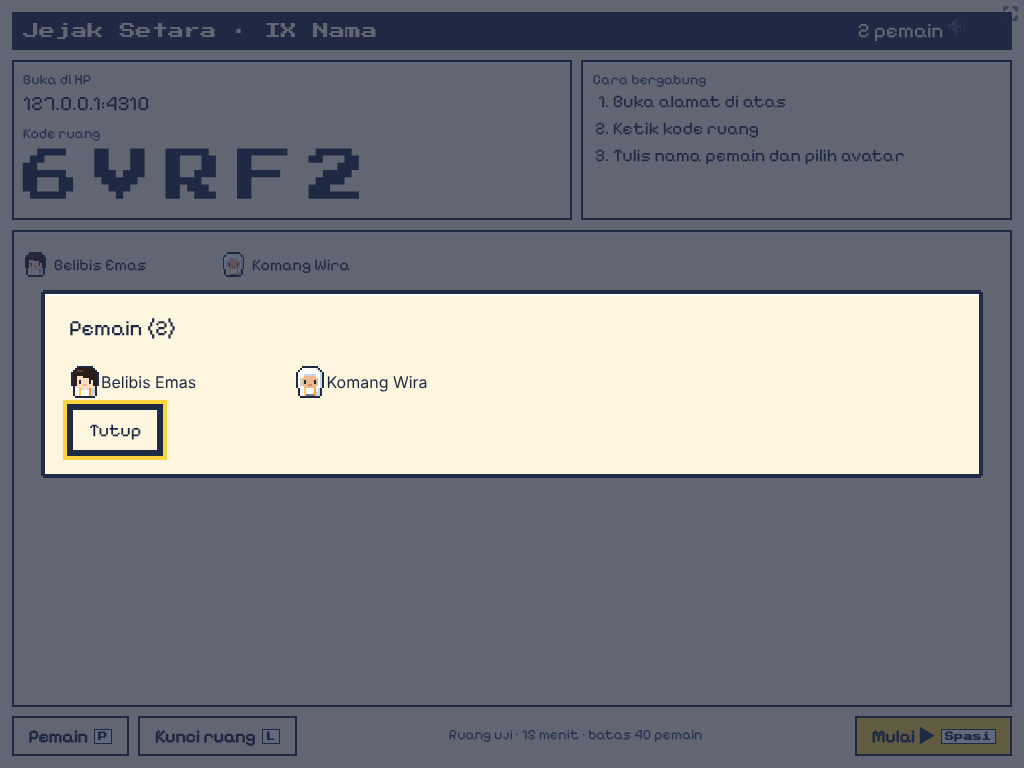 Jejak Setara · IX Nama
2 pemain
Buka di HP
127.0.0.1:4310
Kode ruang
6VRF2
Cara bergabung
1. Buka alamat di atas
2. Ketik kode ruang
3. Tulis nama pemain dan pilih avatar
Belibis Emas
Komang Wira
Pemain (2)
Belibis Emas
Komang Wira
Tutup
Pemain P
Kunci ruang L
Ruang uji · 15 menit · batas 40 pemain
Mulai ▶ Spasi